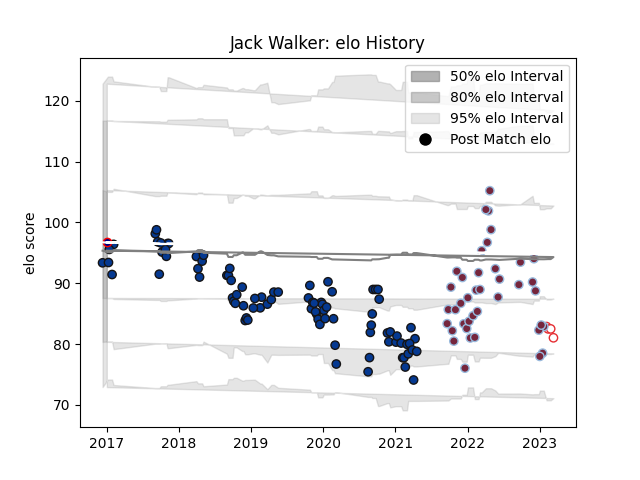 Jack Walker: elo History
50% elo Interval
80% elo Interval
95% elo Interval
Post Match elo
elo score
120
110
100
90
80
70
2017 2018 2019 2020 2021 2022 2023